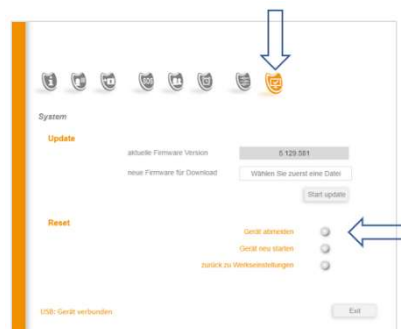 SOS
System
Update
aktuelle Firmware Version
5.129.581
neue Firmware für Download
Wählen Sie zuerst eine Datei
Start update
Reset
Gerät abmelden
Gerät neu starten
zurück zu Werkseinstellungen
USB: Gerät verbunden
Exit